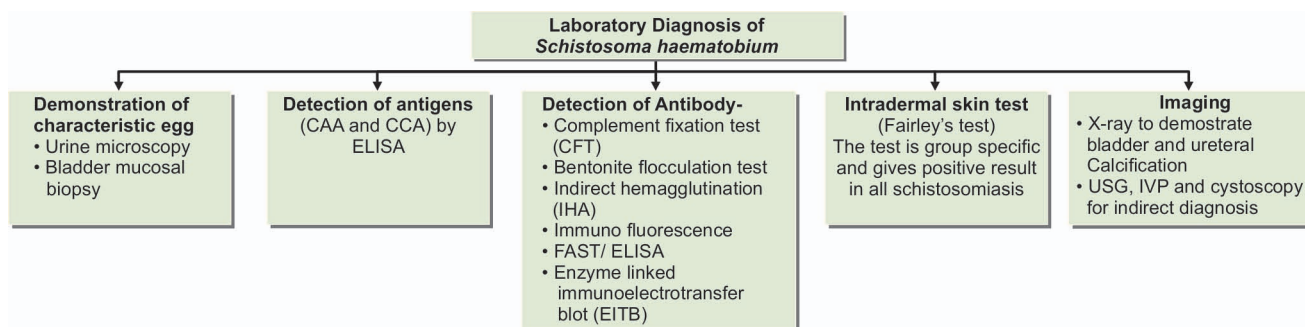 Laboratory Diagnosis of
Schistosoma haematobium
Demonstration of
characteristic egg
• Urine microscopy
• Bladder mucosal
biopsy
Detection of antigens
(CAA and CCA) by
ELISA
Detection of Antibody-
• Complement fixation test
(CFT)
• Bentonite flocculation test
• Indirect hemagglutination
(IHA)
• Immuno fluorescence
• FAST/ ELISA
• Enzyme linked
immunoelectrotransfer
blot (EITB)
Intradermal skin test
(Fairley’s test)
The test is group specific
and gives positive result
in all schistosomiasis
Imaging
• X-ray to demostrate
bladder and ureteral
Calcification
• USG, IVP and cystoscopy
for indirect diagnosis